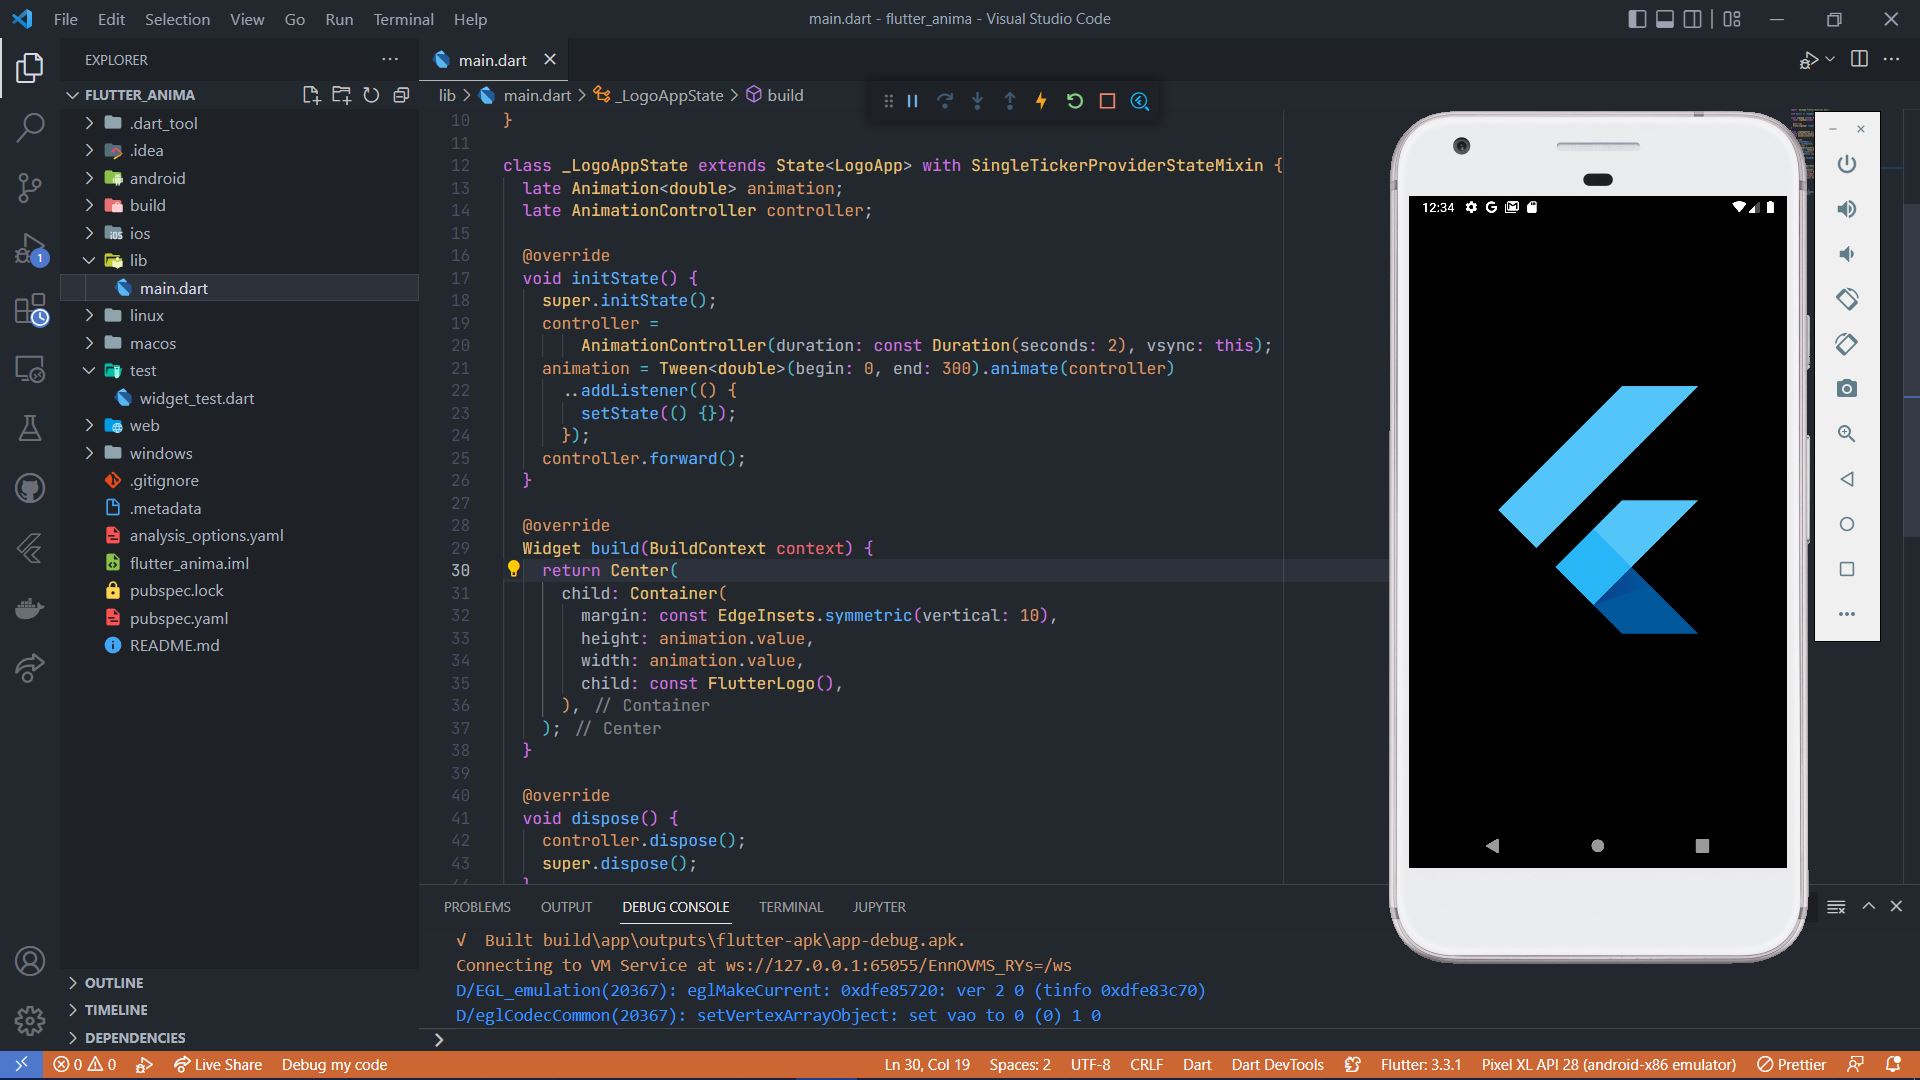 File Edit Selection View Go Run Terminal Help
main.dart - flutter_anima - Visual Studio Code
EXPLORER
FLUTTER_ANIMA
.dart_tool
.idea
android
build
ios
lib
main.dart
linux
macos
test
widget_test.dart
web
windows
.gitignore
.metadata
analysis_options.yaml
flutter_anima.iml
pubspec.lock
pubspec.yaml
README.md
OUTLINE
TIMELINE
DEPENDENCIES
1
main.dart
lib > main.dart > _LogoAppState > build
10 }
11
12 class _LogoAppState extends State<LogoApp> with SingleTickerProviderStateMixin {
13 late Animation<double> animation;
14 late AnimationController controller;
15
16 @override
17 void initState() {
18 super.initState();
19 controller =
20 AnimationController(duration: const Duration(seconds: 2), vsync: this);
21 animation = Tween<double>(begin: 0, end: 300).animate(controller)
22 ..addListener(() {
23 setState(() {});
24 });
25 controller.forward();
26 }
27
28 @override
29 Widget build(BuildContext context) {
30 return Center(
31 child: Container(
32 margin: const EdgeInsets.symmetric(vertical: 10),
33 height: animation.value,
34 width: animation.value,
35 child: const FlutterLogo(),
36 ), // Container
37 ); // Center
38 }
39
40 @override
41 void dispose() {
42 controller.dispose();
43 super.dispose();
12:34
PROBLEMS OUTPUT DEBUG CONSOLE TERMINAL JUPYTER
√ Built build\app\outputs\flutter-apk\app-debug.apk.
Connecting to VM Service at ws://127.0.0.1:65055/EnnOVMS_RYs=/ws
D/EGL_emulation(20367): eglMakeCurrent: 0xdfe85720: ver 2 0 (tinfo 0xdfe83c70)
D/eglCodecCommon(20367): setVertexArrayObject: set vao to 0 (0) 1 0
0 0 Live Share Debug my code Ln 30, Col 19 Spaces: 2 UTF-8 CRLF Dart Dart DevTools Flutter: 3.3.1 Pixel XL API 28 (android-x86 emulator) Prettier